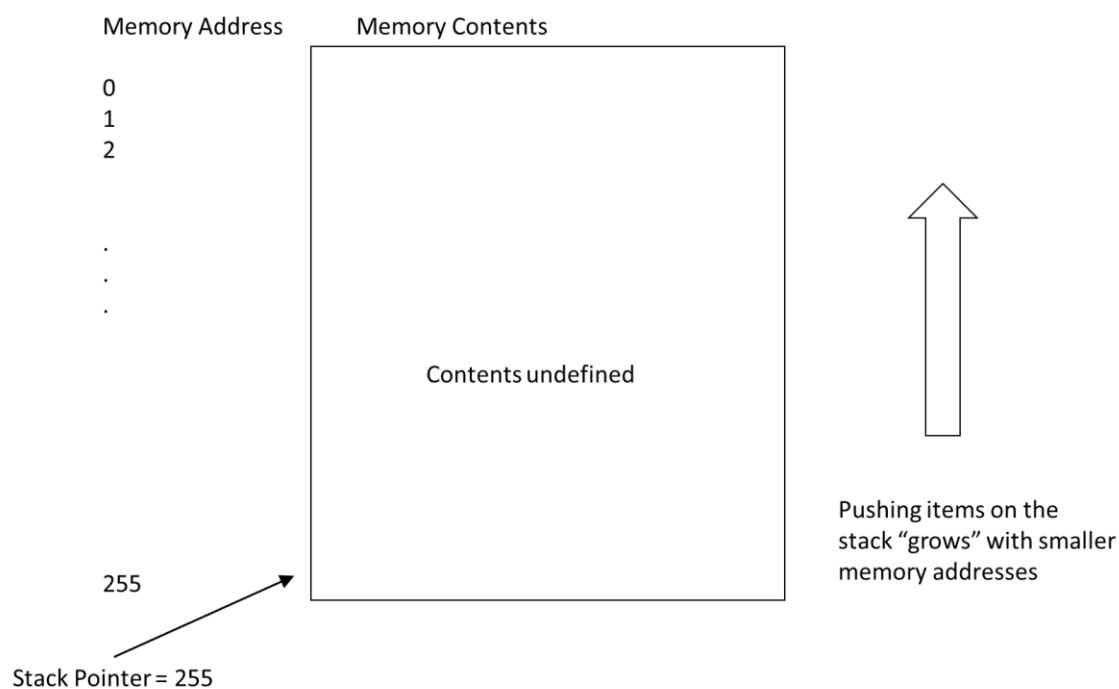 Memory Address
Memory Contents
0
1
2
.
.
.
Contents undefined
Pushing items on the
stack “grows” with smaller
memory addresses
255
Stack Pointer = 255